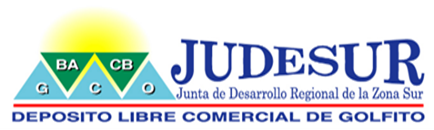 BA CB
G C O
JUDESUR
Junta de Desarrollo Regional de la Zona Sur
DEPOSITO LIBRE COMERCIAL DE GOLFITO